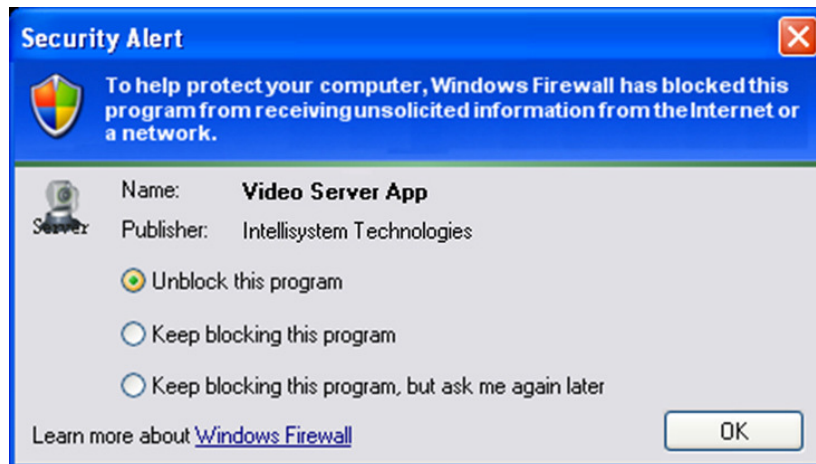 Security Alert
To help protect your computer, Windows Firewall has blocked this
program from receiving unsolicited information from the Internet or
a network.
Name: Video Server App
Server
Publisher: Intellisystem Technologies
Unblock this program
Keep blocking this program
Keep blocking this program, but ask me again later
Learn more about Windows Firewall
OK